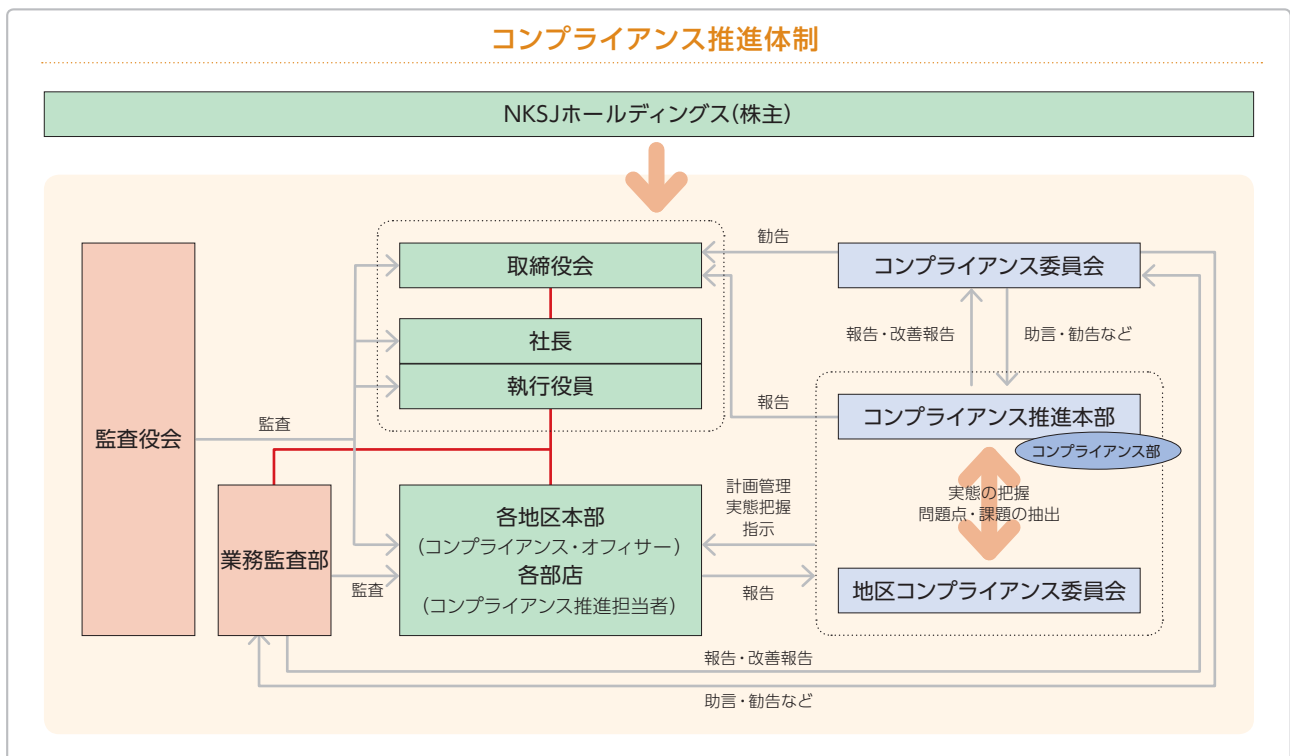 コンプライアンス推進体制
NKSJホールディングス(株主)
取締役会
勧告
コンプライアンス委員会
社長
執行役員
報告・改善報告
助言・勧告など
監査役会
監査
報告
コンプライアンス推進本部
コンプライアンス部
業務監査部
監査
各地区本部
(コンプライアンス・オフィサー)
各部店
(コンプライアンス推進担当者)
計画管理
実態把握
指示
報告
実態の把握
問題点・課題の抽出
地区コンプライアンス委員会
報告・改善報告
助言・勧告など